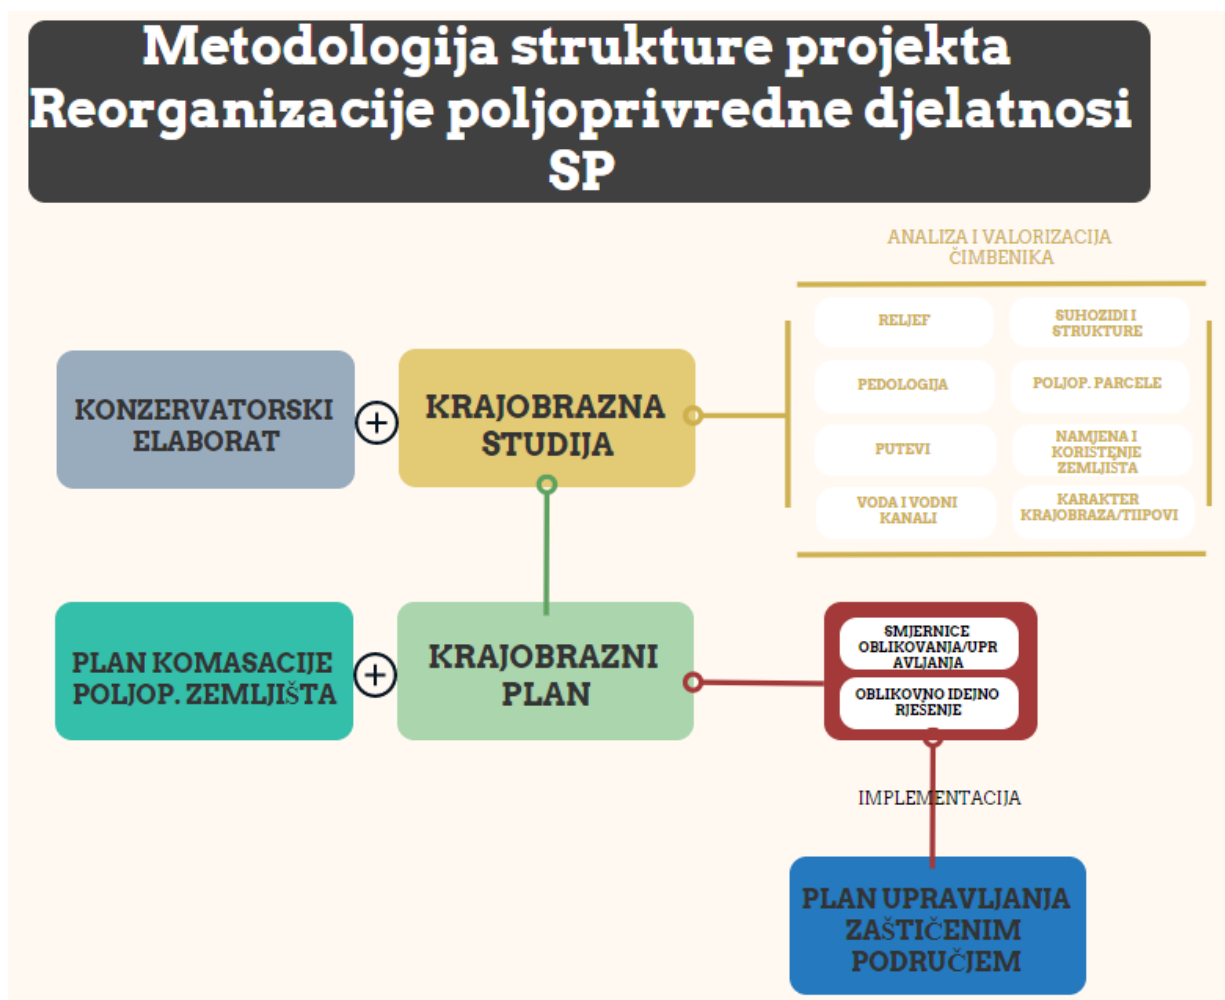 Metodologija strukture projekta
Reorganizacije poljoprivredne djelatnosi
SP
ANALIZA I VALORIZACIJA
ČIMBENIKA
RELJEF
SUHOZIDI I
STRUKTURE
PEDOLOGIJA
POLJOP. PARCELE
PUTEVI
NAMJENA I
KORIŠTENJE
ZEMLJIŠTA
VODA I VODNI
KANALI
KARAKTER
KRAJOBRAZA/TIIPOVI
KONZERVATORSKI
ELABORAT
+
KRAJOBRAZNA
STUDIJA
PLAN KOMASACIJE
POLJOP. ZEMLJIŠTA
+
KRAJOBRAZNI
PLAN
SMJERNICE
OBLIKOVANJA/UPR
AVLJANJA
OBLIKOVNO IDEJNO
RJEŠENJE
IMPLEMENTACIJA
PLAN UPRAVLJANJA
ZAŠTIČENIM
PODRUČJEM